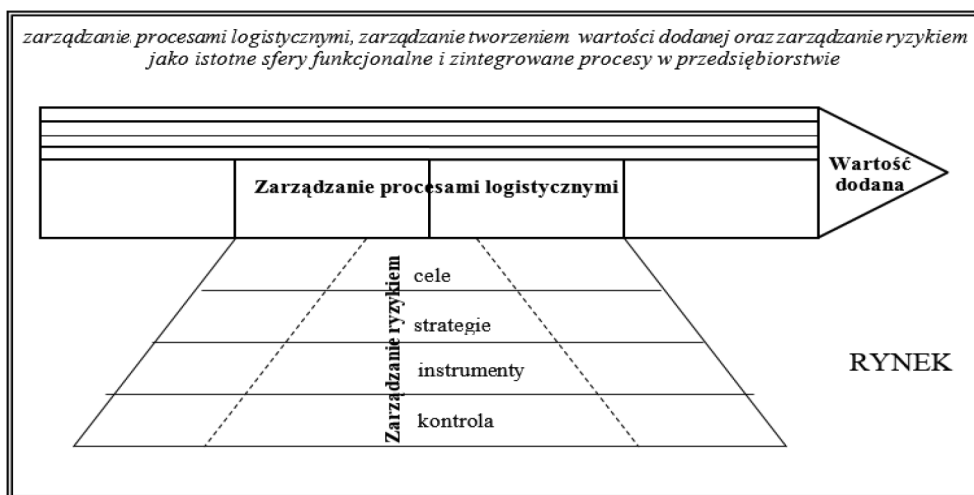 zarządzanie procesami logistycznymi, zarządzanie tworzeniem wartości dodanej oraz zarządzanie ryzykiem
jako istotne sfery funkcjonalne i zintegrowane procesy w przedsiębiorstwie
Zarządzanie procesami logistycznymi
Wartość
dodana
Zarządzanie ryzykiem
cele
strategie
instrumenty
kontrola
RYNEK